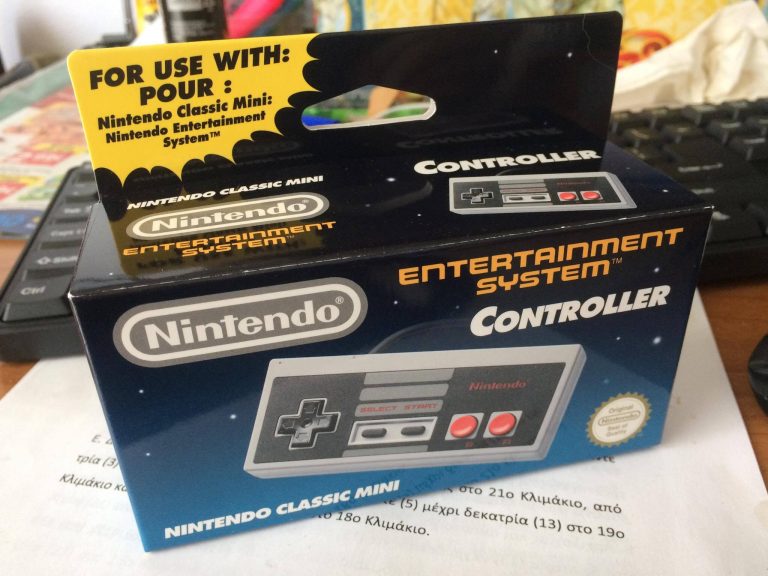 FOR USE WITH:
POUR :
Nintendo Classic Mini:
Nintendo Entertainment
System™
CONTROLLER
NINTENDO CLASSIC MINI
Nintendo®
ENTERTAINMENT
SYSTEM™
ENTERTAINMENT
SYSTEM™
CONTROLLER
Nintendo®
Nintendo
SELECT START
B A
Original
Nintendo
Seal of
Quality
NINTENDO CLASSIC MINI
Ctrl
Ε.
τρία (3)
Κλιμάκιο
στο 21ο Κλιμάκιο, από
(5) μέχρι δεκατρία (13) στο 19ο
18ο Κλιμάκιο.